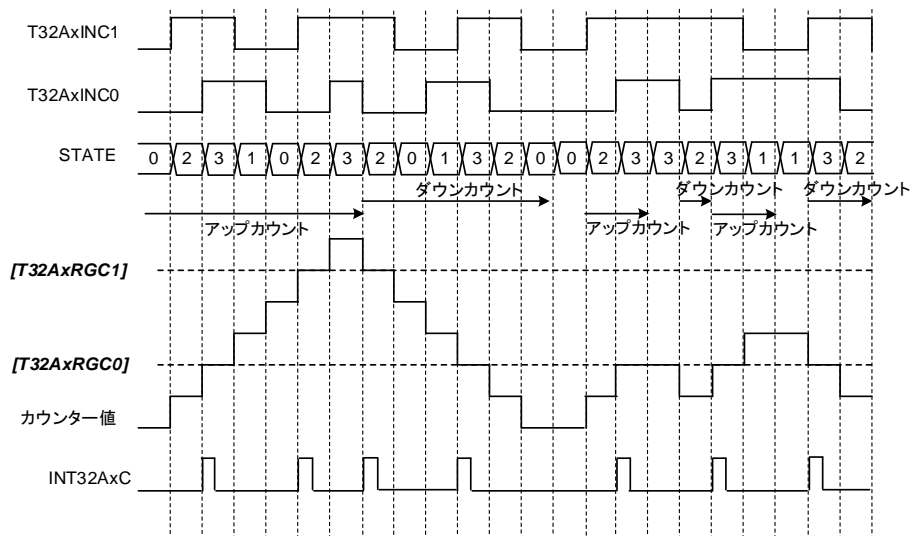 T32AxINC1
T32AxINC0
STATE 0 2 3 1 0 2 3 2 0 1 3 2 0 0 2 3 3 2 3 1 1 3 2
ダウンカウント ダウンカウント ダウンカウント
アップカウント アップカウント アップカウント
[T32AxRGC1]
[T32AxRGC0]
カウンター値
INT32AxC